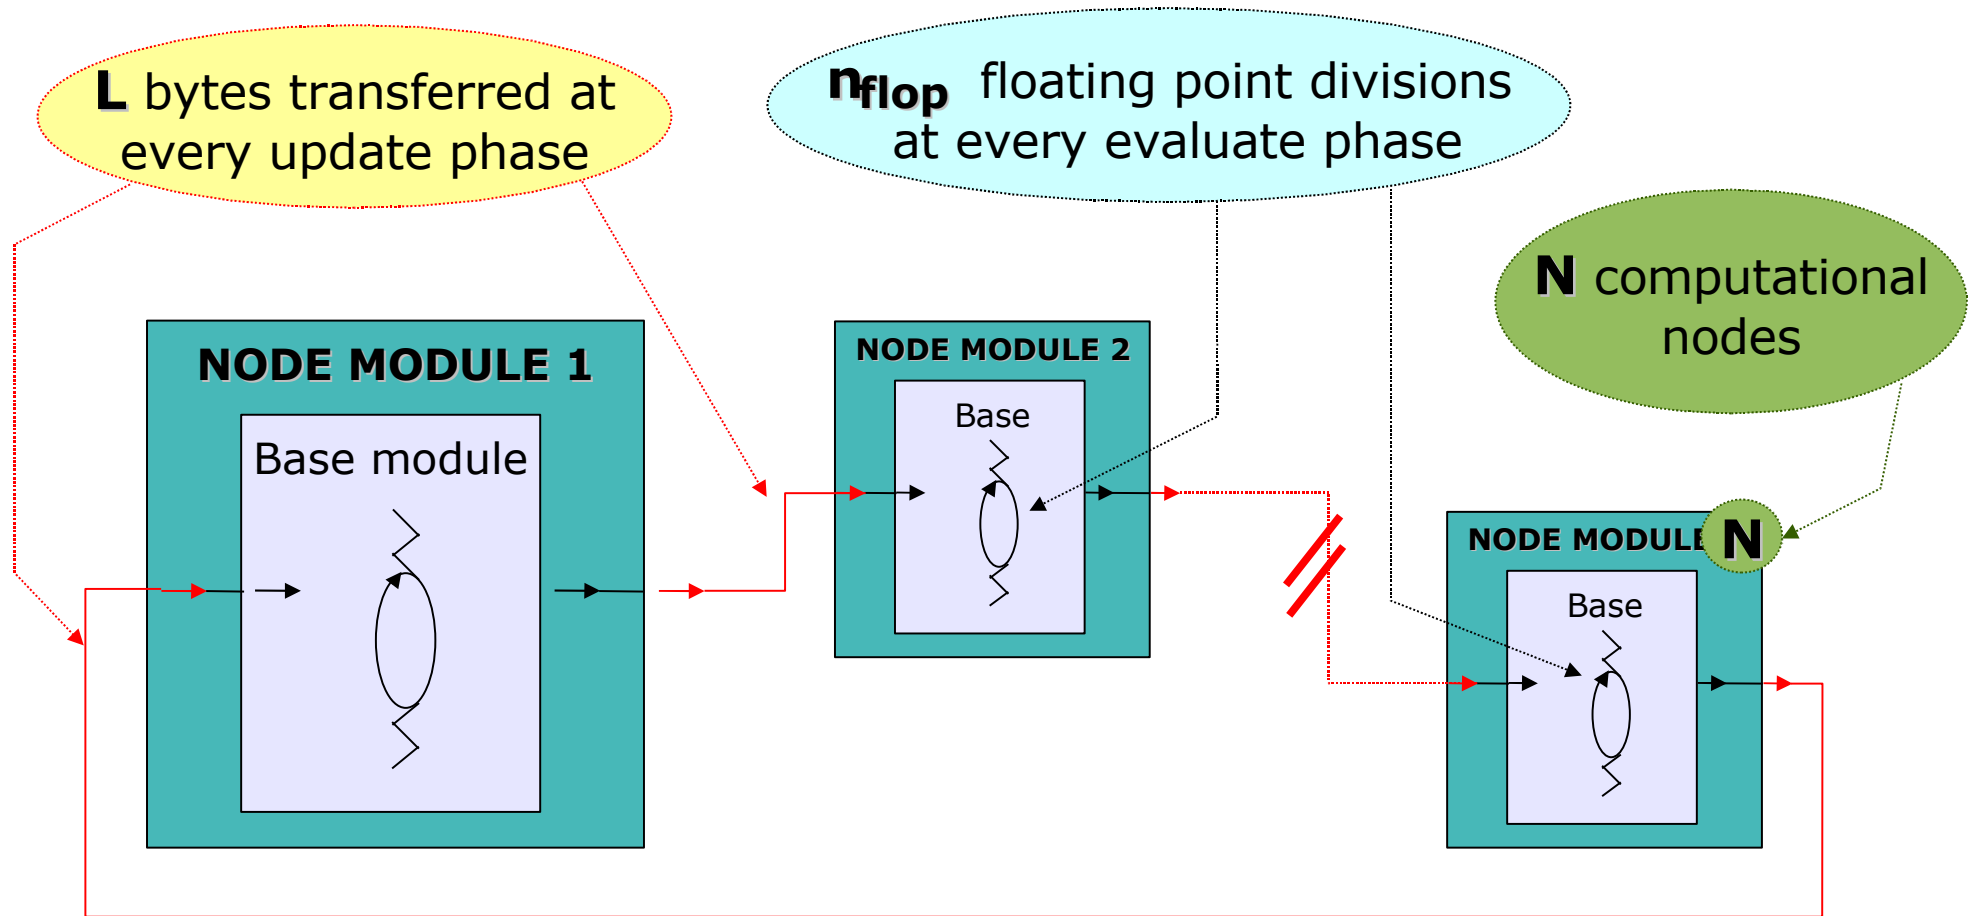 L bytes transferred at
every update phase
nflop floating point divisions
at every evaluate phase
N computational
nodes
NODE MODULE 1
Base module
NODE MODULE 2
Base
NODE MODULE N
Base